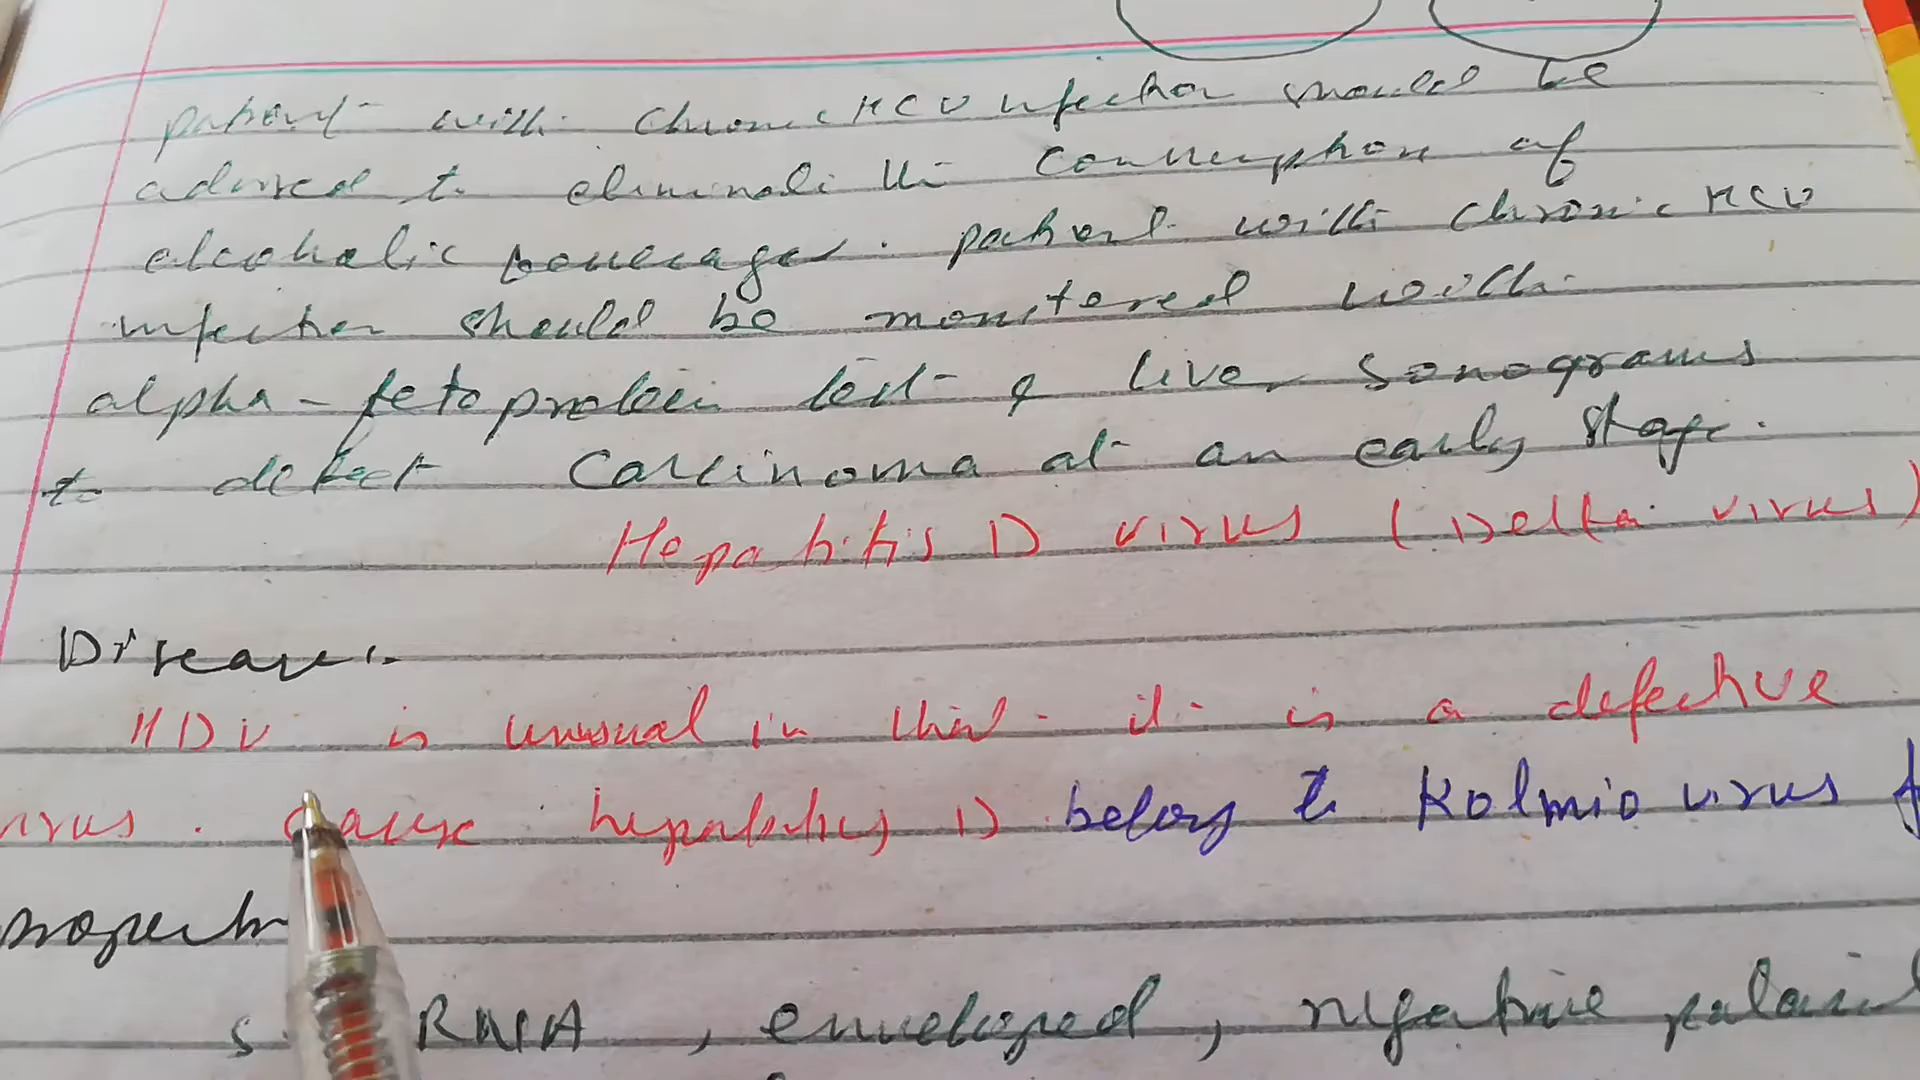 patient with chronic HCV infection should be
advised to eliminate the consumption of
alcoholic beverages. patient with chronic HCV
infection should be monitored with
alpha-fetoprotein test & liver sonograms
to detect carcinoma at an early stage.
Hepatitis D virus (Delta virus)
Disease:-
HDV is unusual in that it is a defective
virus. cause hepatitis D belong to Kolmio virus
propert
RNA, enveloped, negative polarit